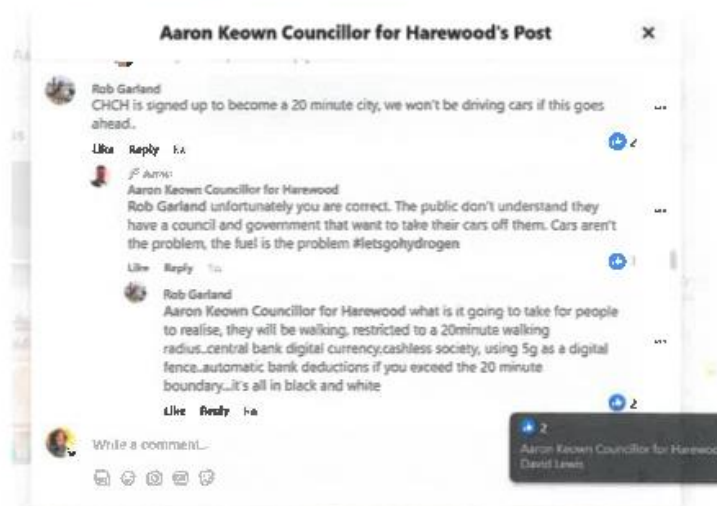 Aaron Keown Councillor for Harewood's Post
Rob Garland
CHCH is signed up to become a 20 minute city, we won't be driving cars if this goes
ahead..
Like Reply
2
Aaron Keown Councillor for Harewood
Rob Garland unfortunately you are correct. The public don't understand they
have a council and government that want to take their cars off them. Cars aren't
the problem, the fuel is the problem #letsgohydrogen
Like Reply
Rob Garland
Aaron Keown Councillor for Harewood what is it going to take for people
to realise, they will be walking, restricted to a 20minute walking
radius..central bank digital currency.cashless society, using 5g as a digital
fence..automatic bank deductions if you exceed the 20 minute
boundary...it's all in black and white
Like Reply
2
2
Aaron Keown Councillor for Harewood
David Lewis
Write a comment...